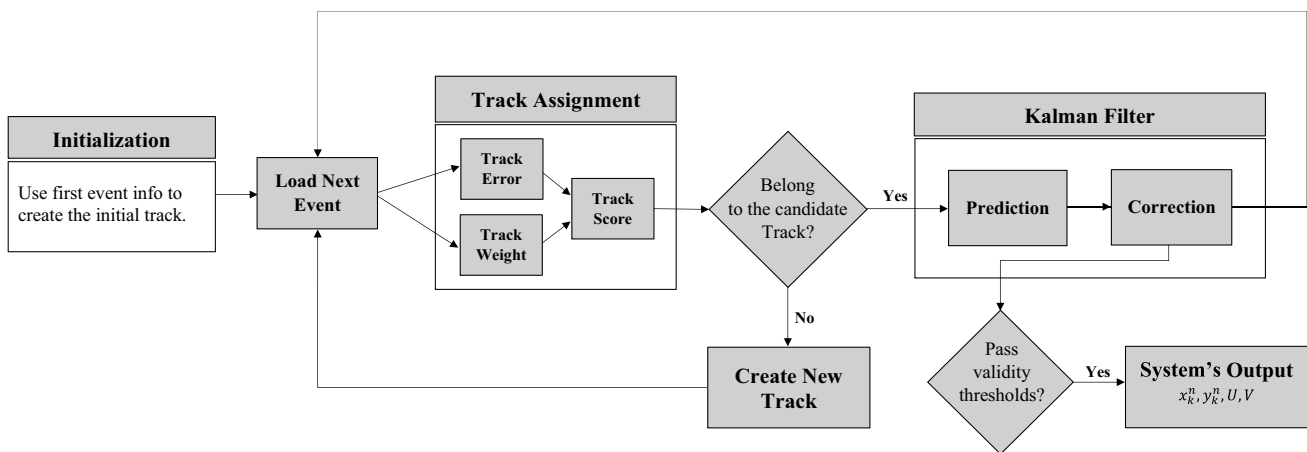 Initialization
Use first event info to
create the initial track.
Load Next
Event
Track Assignment
Track
Error
Track
Weight
Track
Score
Belong
to the candidate
Track?
Yes
No
Create New
Track
Kalman Filter
Prediction
Correction
Pass
validity
thresholds?
Yes
System’s Output
$x_k^n, y_k^n, U, V$